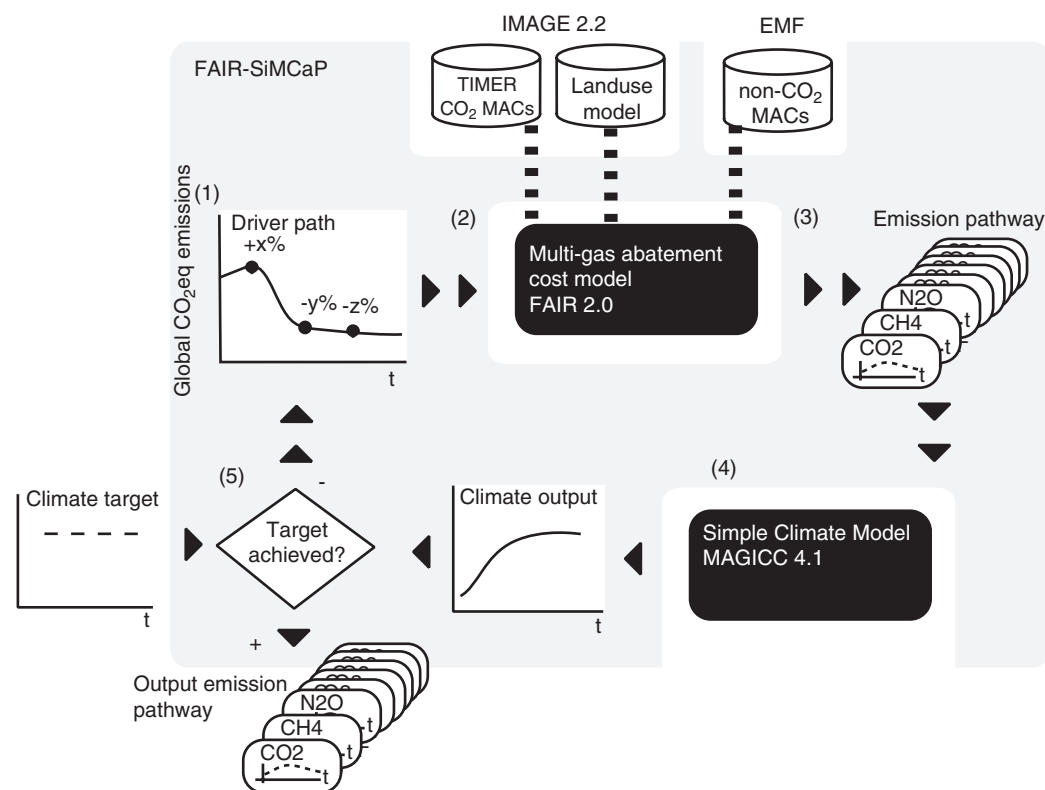 IMAGE 2.2
EMF
FAIR-SiMCaP
TIMER
CO₂ MACs
Landuse
model
non-CO₂
MACs
Global CO₂eq emissions
(1)
Driver path
+x%
-y% -z%
t
(2)
Multi-gas abatement
cost model
FAIR 2.0
(3)
Emission pathway
N2O
t
CH4
t
CO2
t
(4)
Simple Climate Model
MAGICC 4.1
Climate output
t
(5)
-
Target
achieved?
+
Climate target
t
Output emission
pathway
N2O
t
CH4
t
CO2
t